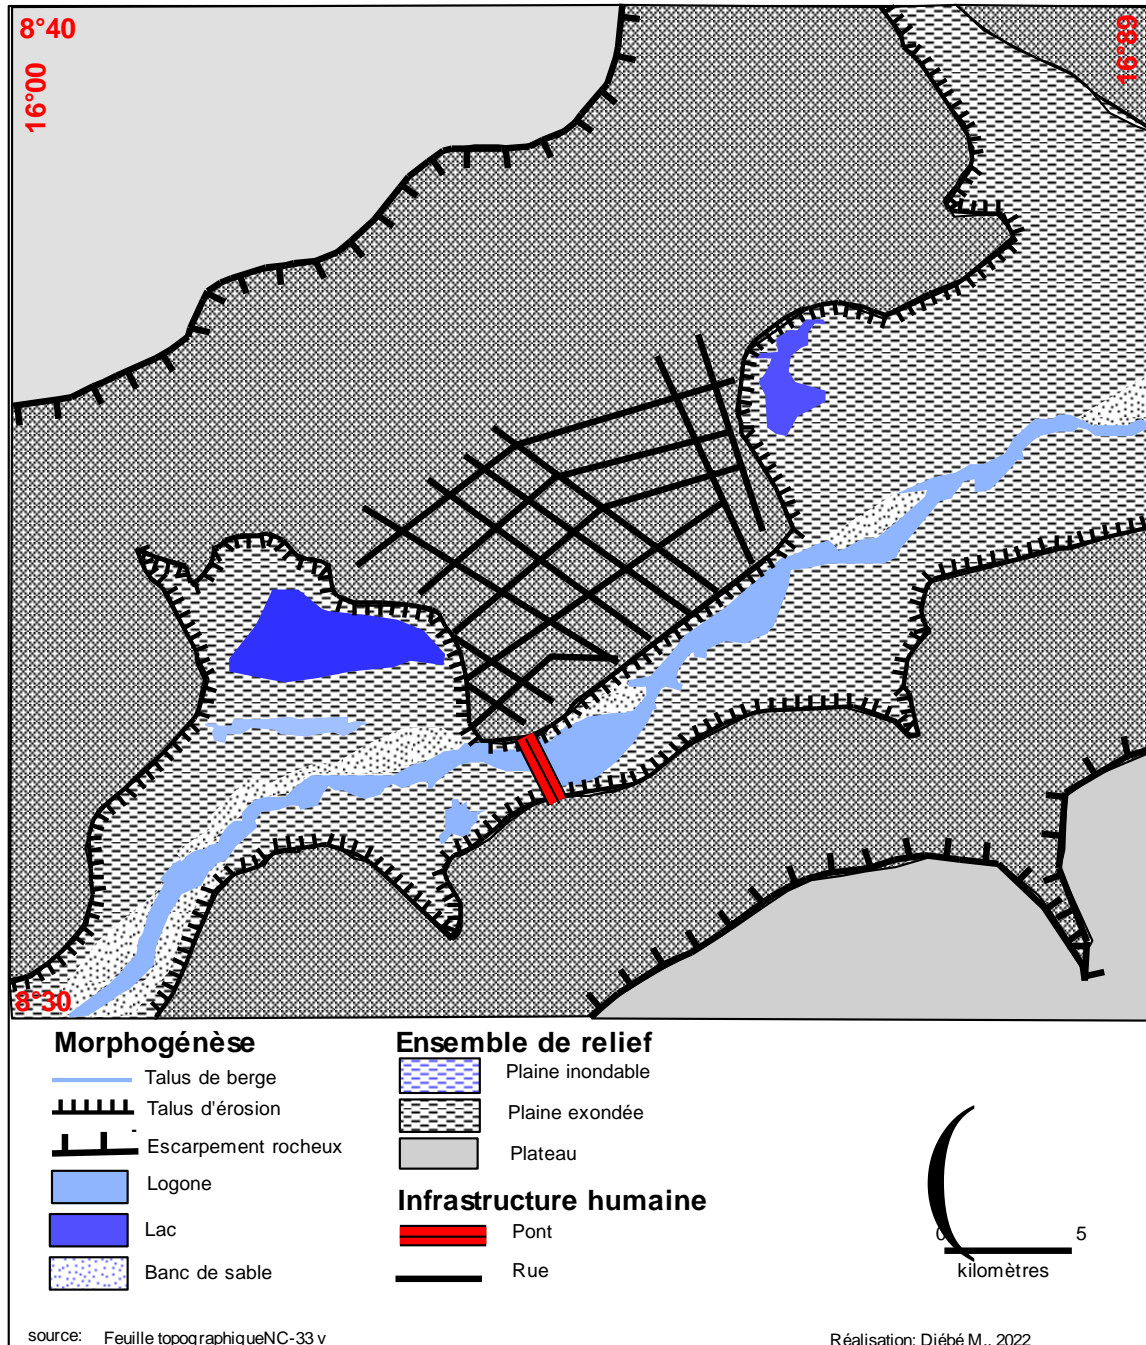 8°40
16°00
16°89
8°30
Morphogénèse
Talus de berge
Talus d'érosion
Escarpement rocheux
Logone
Lac
Banc de sable
Ensemble de relief
Plaine inondable
Plaine exondée
Plateau
Infrastructure humaine
Pont
Rue
0 5
kilomètres
source: Feuille topographiqueNC-33 v
Réalisation: Djébé M., 2022